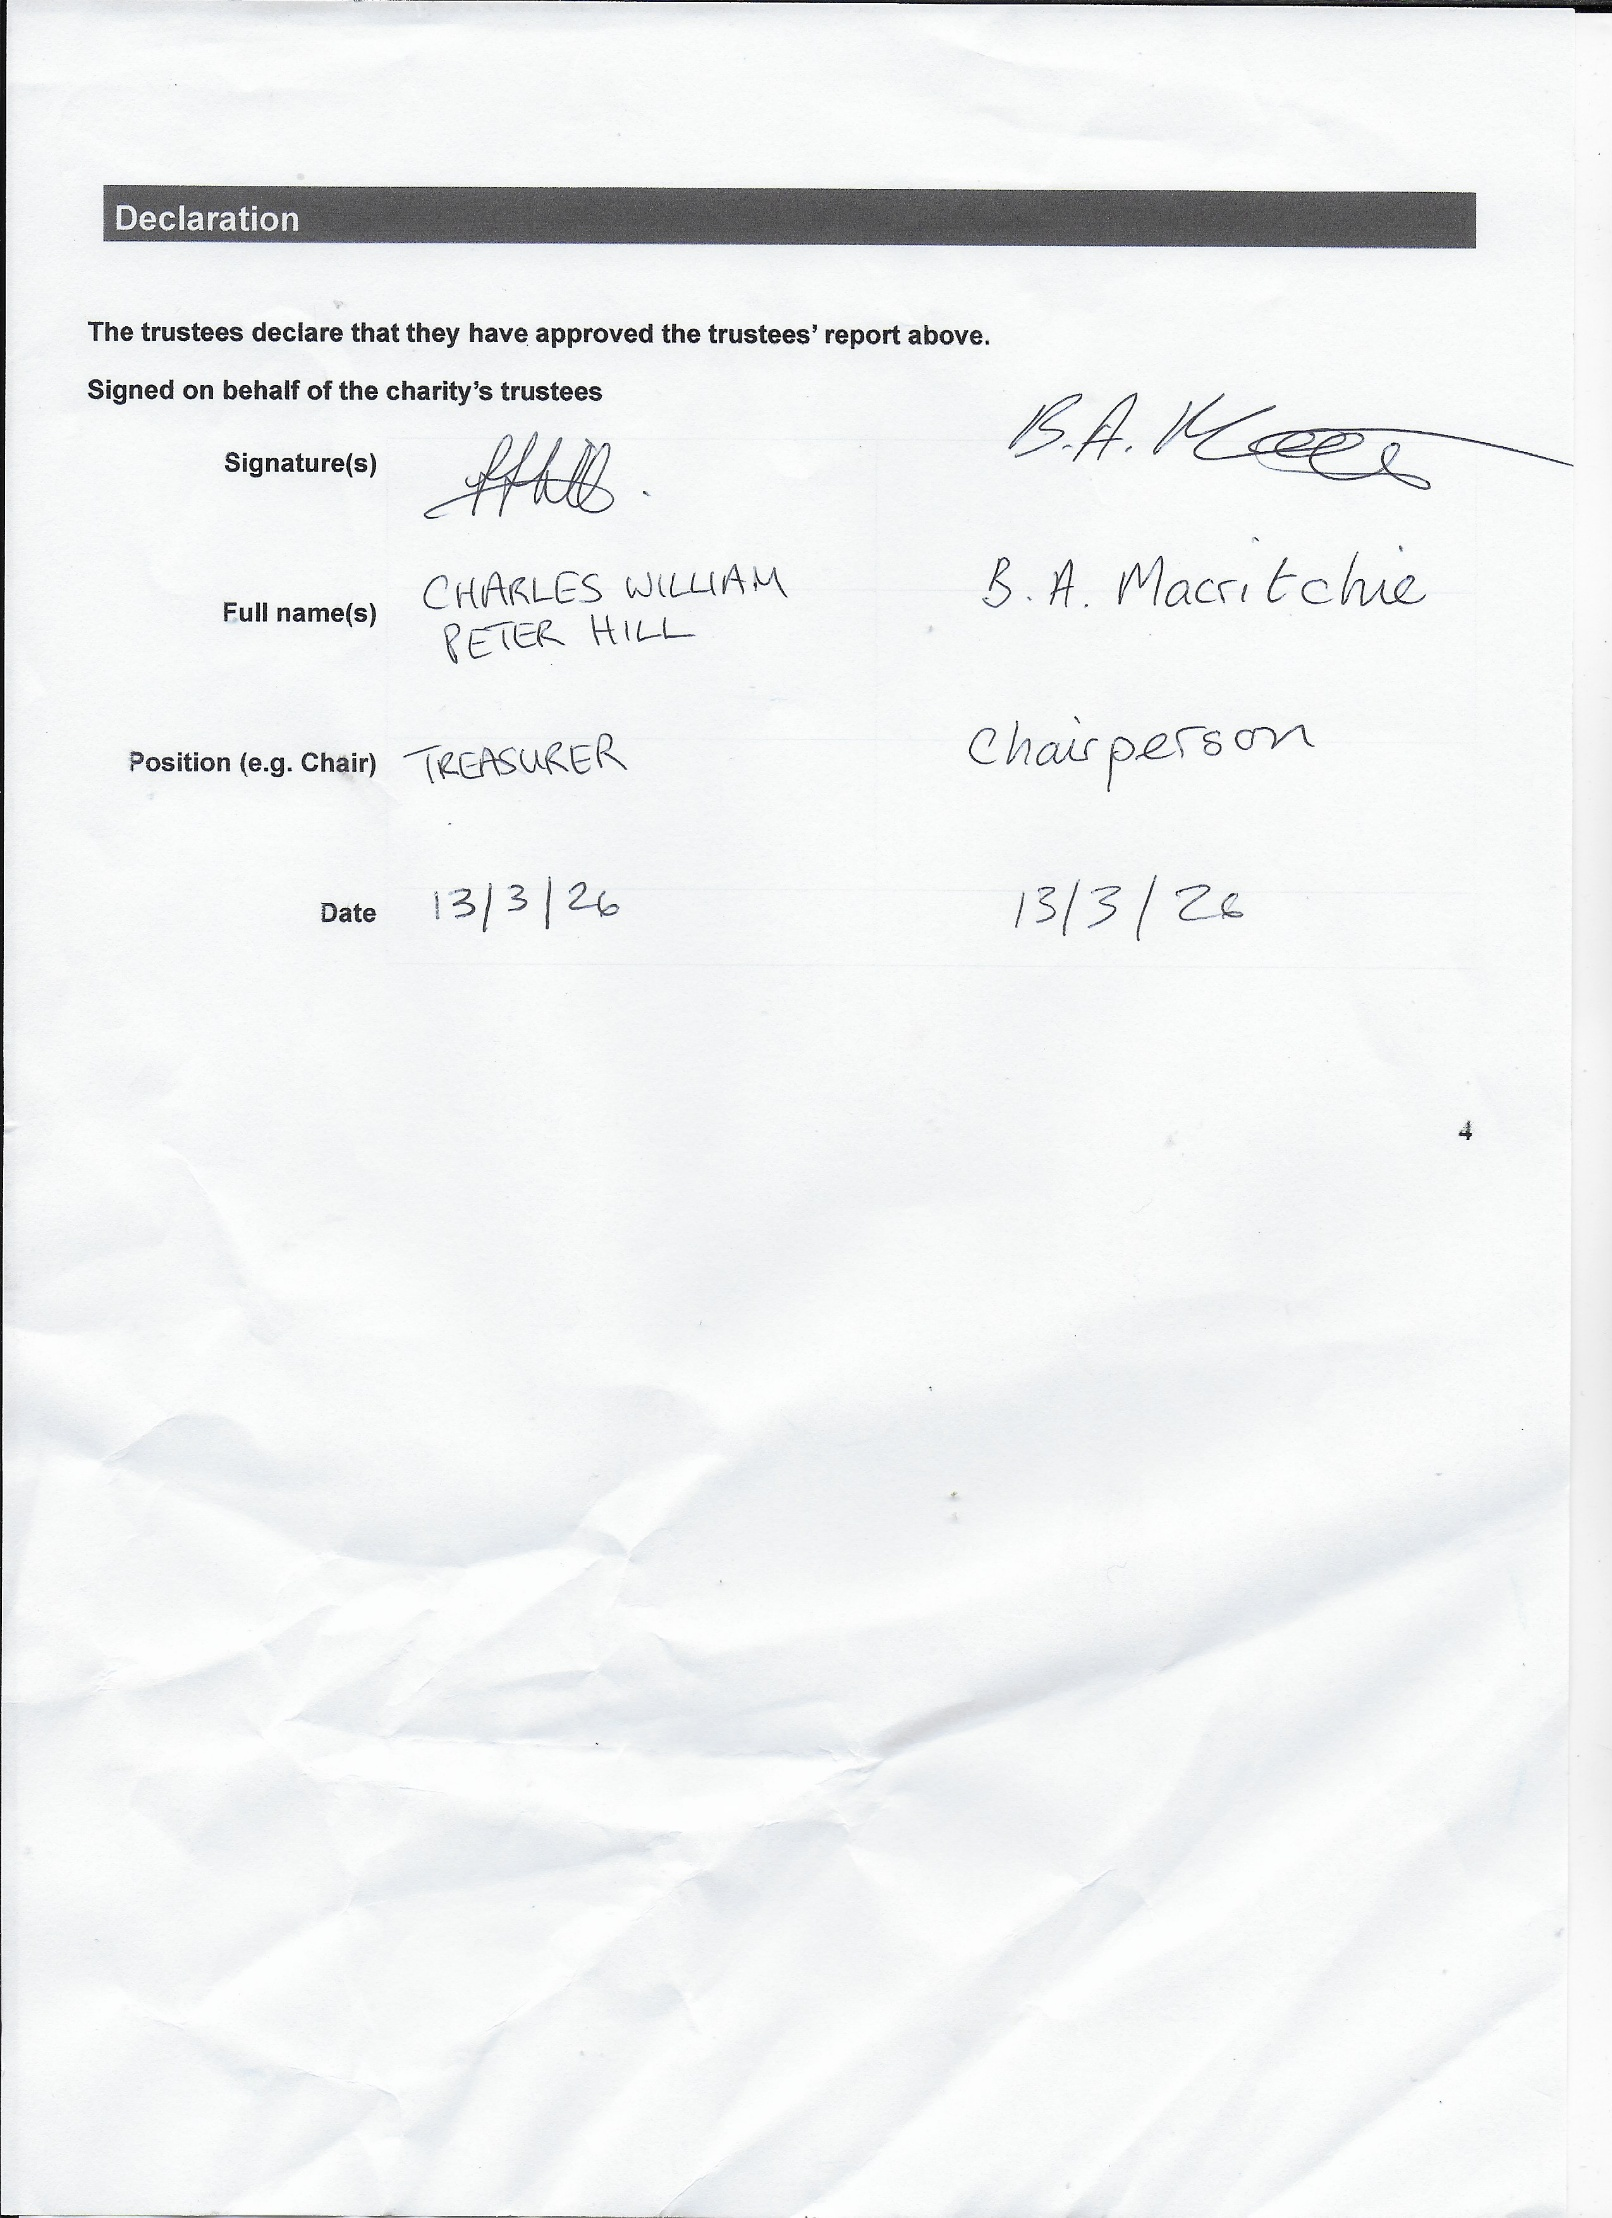 Declaration
The trustees declare that they have approved the trustees' report above.
Signed on behalf of the charity's trustees
Signature(s) B.A.
Full name(s) CHARLES WILLIAM PETER HILL B. A. Macritchie
Position (e.g. Chair) TREASURER Chairperson
Date 13/3/26 13/3/26
4